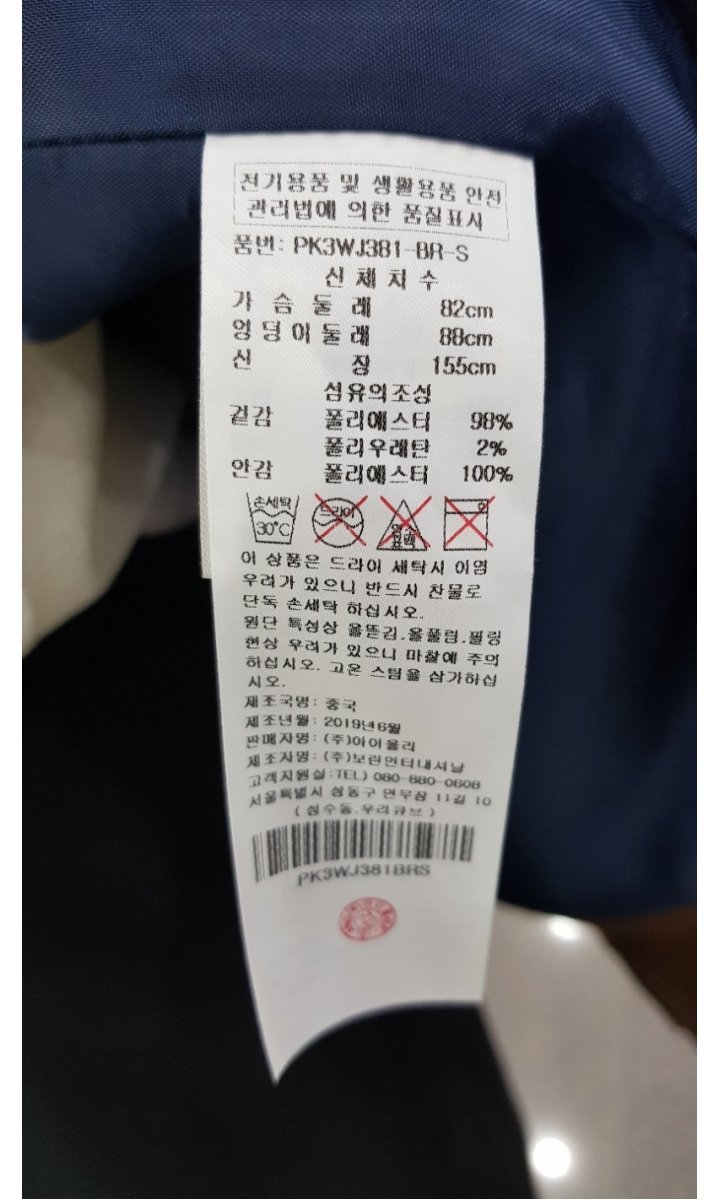 전기용품 및 생활용품 안전
관리법에 의한 품질표시
품번: PK3WJ381-BR-S
신체치수
가슴둘레 82cm
엉덩이둘레 88cm
신장 155cm
섬유의조성
겉감 폴리에스터 98%
폴리우레탄 2%
안감 폴리에스터 100%
손세탁 드라이 염소
30°C 표백
이 상품은 드라이 세탁시 이염
우려가 있으니 반드시 찬물로
단독 손세탁 하십시오.
원단 특성상 올뜯김,올풀림,필링
현상 우려가 있으니 마찰에 주의
하십시오. 고온 스팀을 삼가하십
시오.
제조국명: 중국
제조년월: 2019년6월
판매자명: (주)아이올리
제조자명: (주)보란인터내셔날
고객지원실:TEL) 080-880-0608
서울특별시 성동구 연무장 11길 10
(성수동,우리큐브)
PK3WJ381BRS